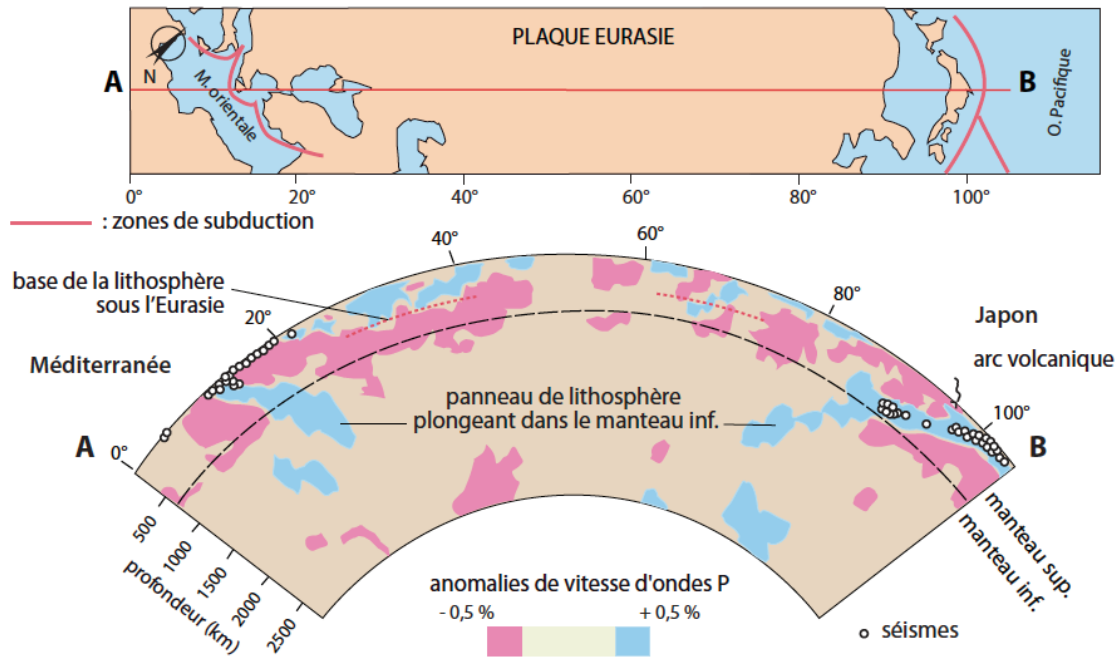 PLAQUE EURASIE
A
B
N
M. orientale
O. Pacifique
0° 20° 40° 60° 80° 100°
: zones de subduction
40° 60°
base de la lithosphère
sous l'Eurasie
20°
80°
Japon
arc volcanique
Méditerranée
panneau de lithosphère
plongeant dans le manteau inf.
100°
A
B
0°
500
1000
1500
2000
2500
profondeur (km)
manteau sup.
manteau inf.
anomalies de vitesse d'ondes P
- 0,5 % + 0,5 %
séismes